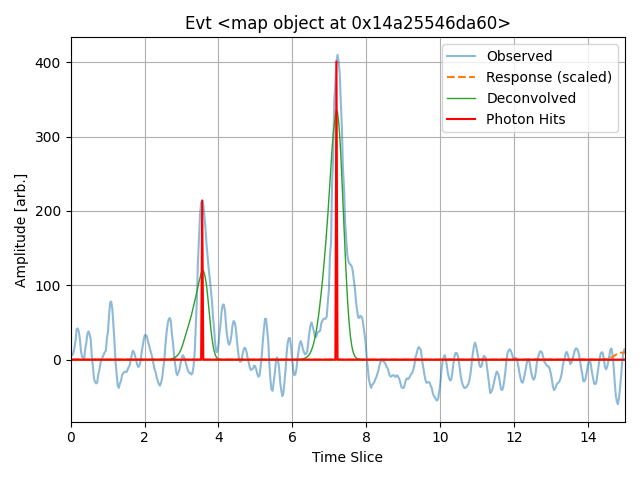 Evt <map object at 0x14a25546da60>
Observed
Response (scaled)
Deconvolved
Photon Hits
Amplitude [arb.]
400
300
200
100
0
0 2 4 6 8 10 12 14
Time Slice